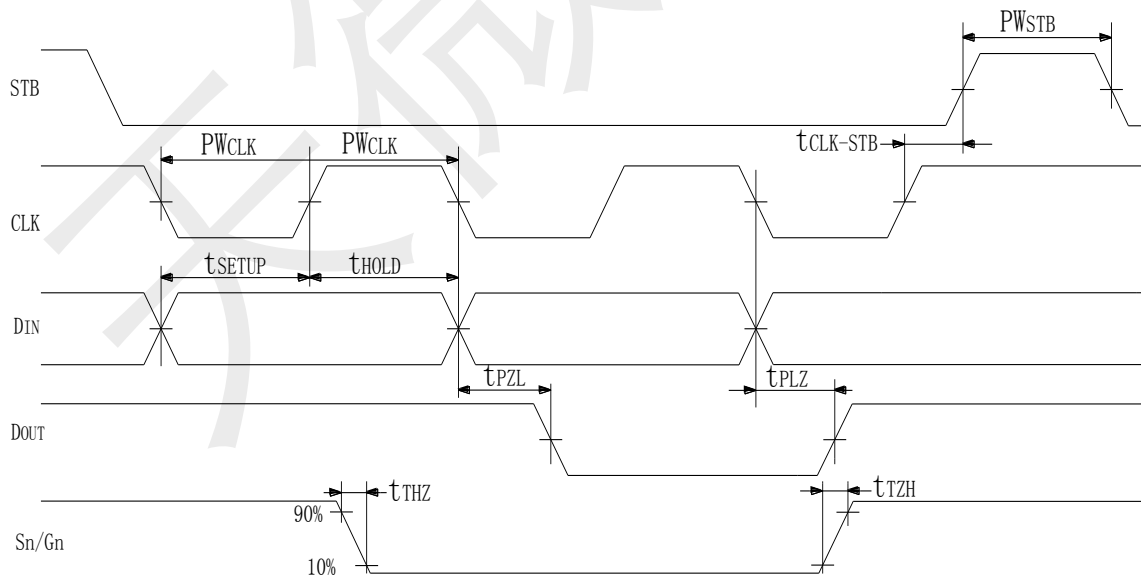 PWSTB
STB
tCLK-STB
PWCLK PWCLK
CLK
tSETUP tHOLD
DIN
tPZL tPLZ
DOUT
tTHZ tTZH
90%
Sn/Gn
10%